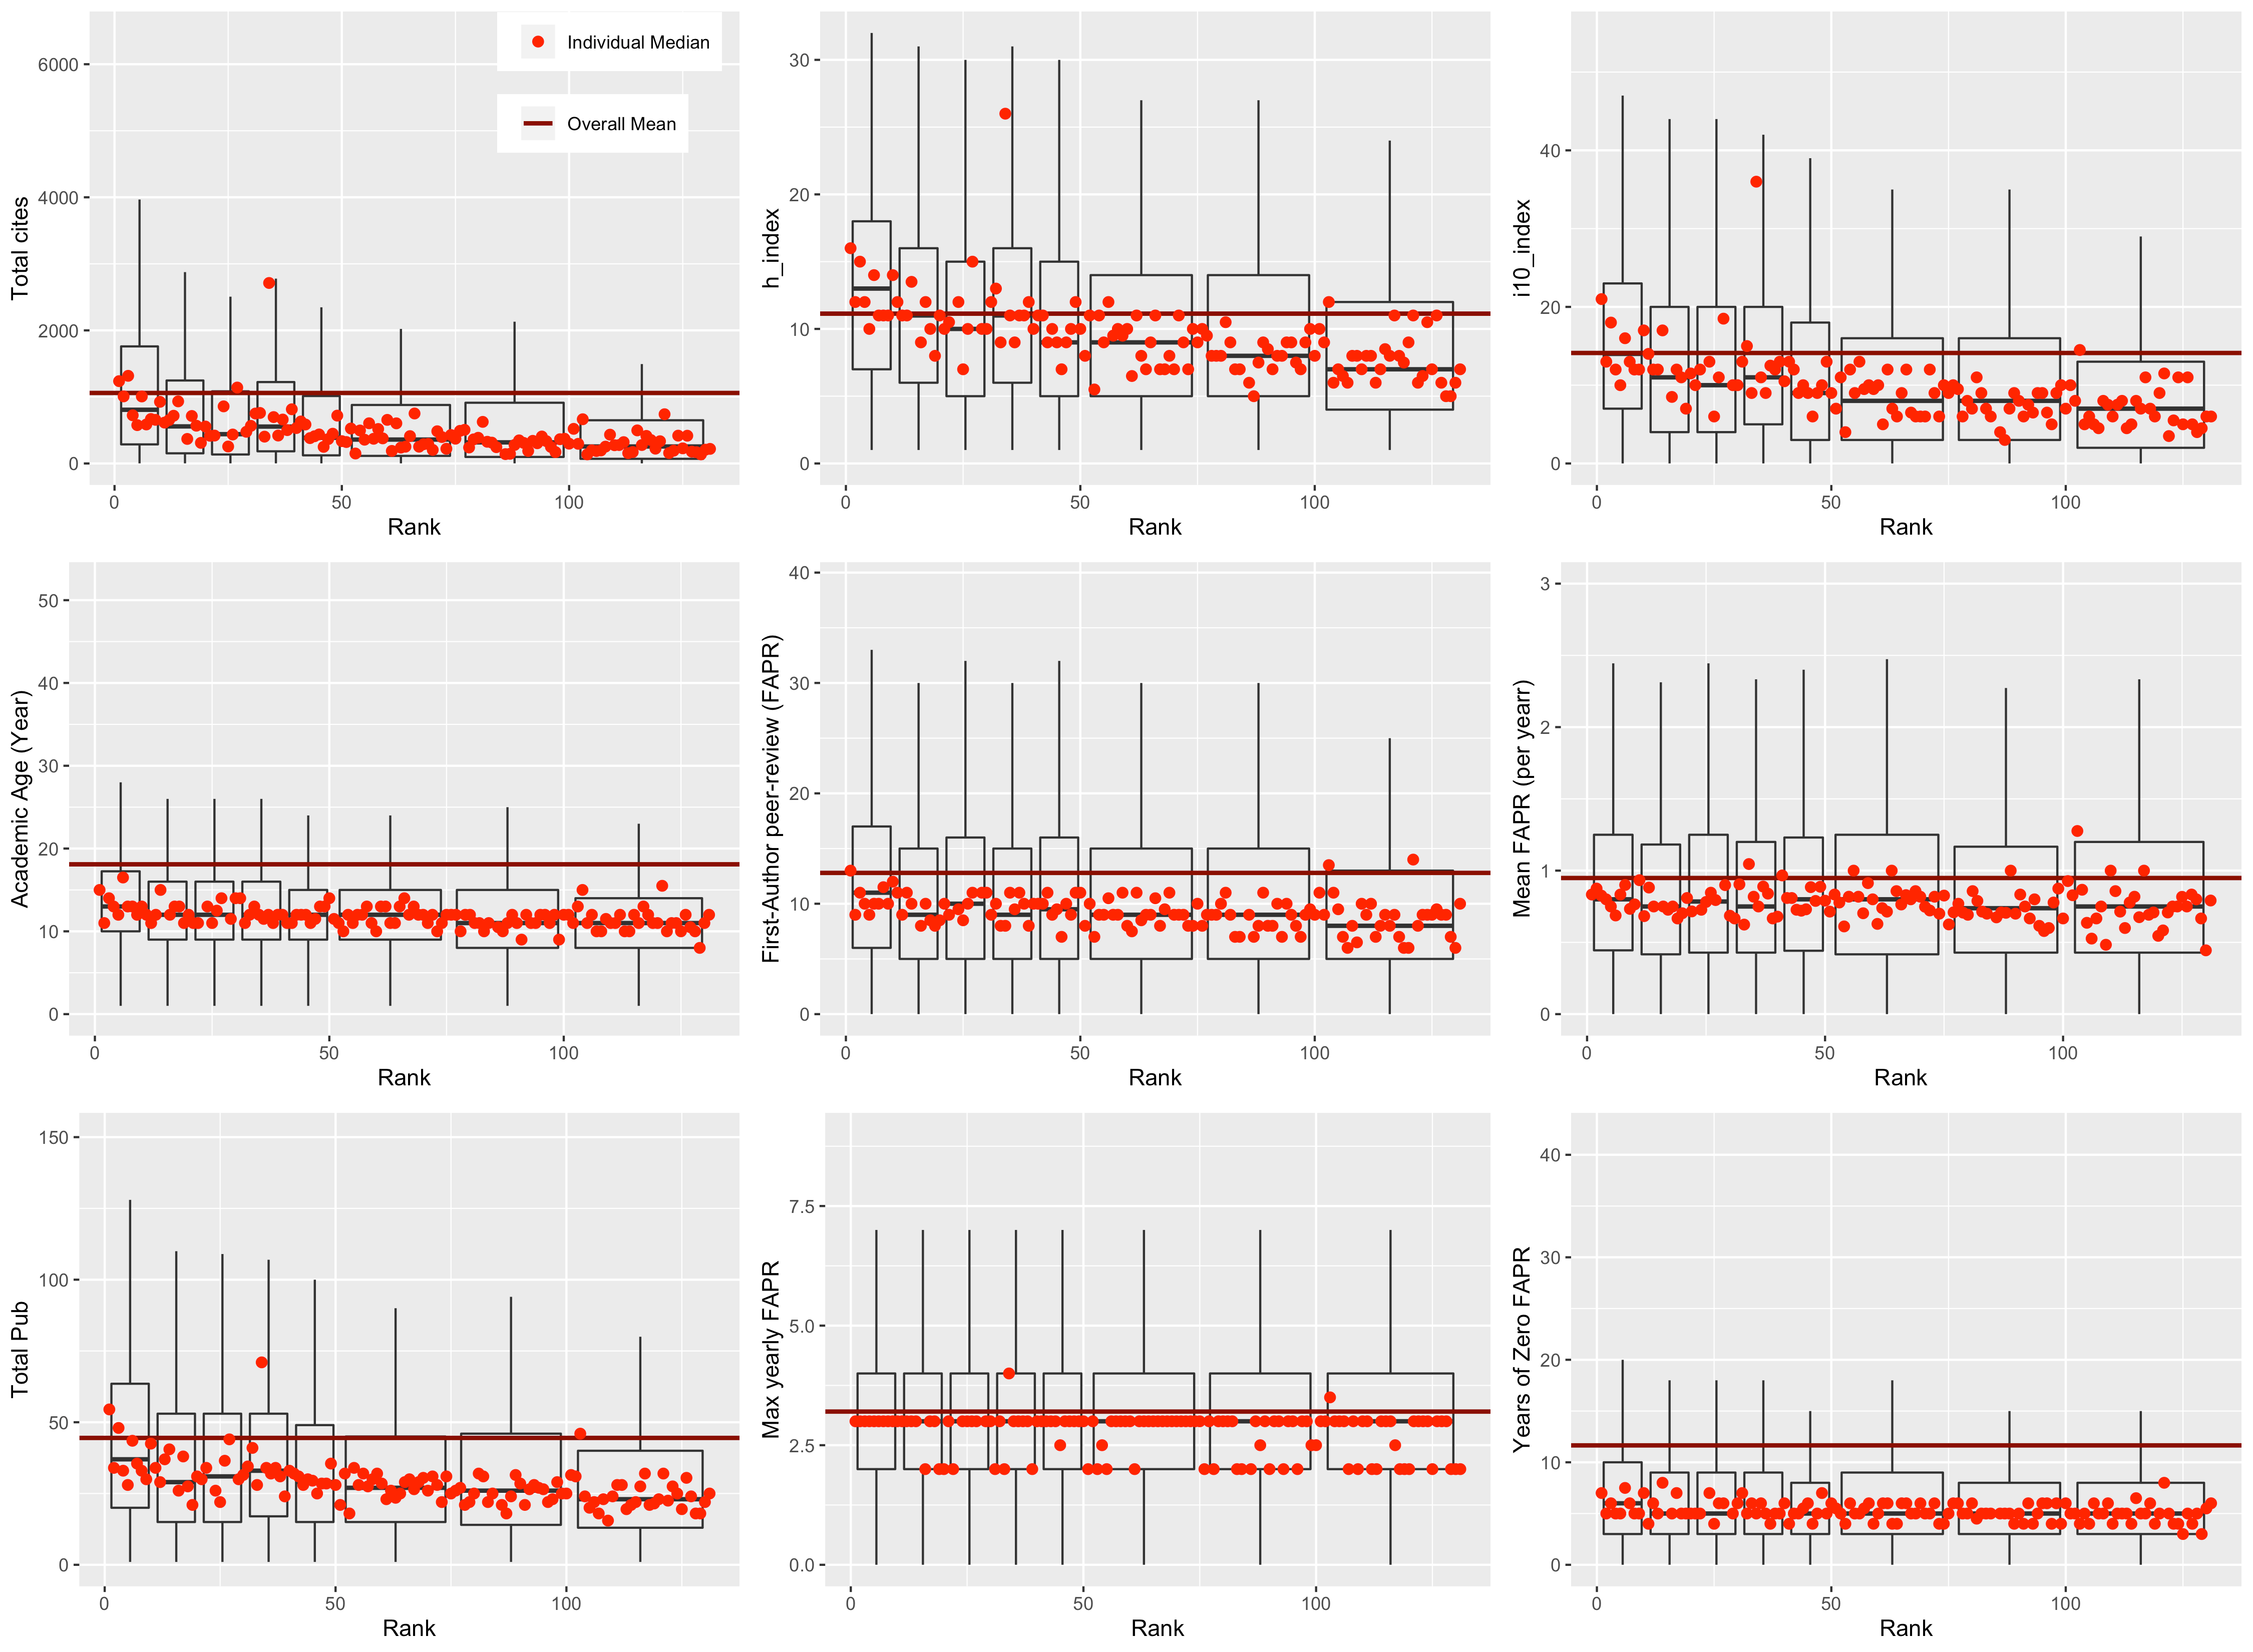 Individual Median
Overall Mean
Total cites
6000
4000
2000
0
0 50 100
Rank
h_index
30
20
10
0
0 50 100
Rank
i10_index
40
20
0
0 50 100
Rank
Academic Age (Year)
50
40
30
20
10
0
0 50 100
Rank
First-Author peer-review (FAPR)
40
30
20
10
0
0 50 100
Rank
Mean FAPR (per yearr)
3
2
1
0
0 50 100
Rank
Total Pub
150
100
50
0
0 50 100
Rank
Max yearly FAPR
7.5
5.0
2.5
0.0
0 50 100
Rank
Years of Zero FAPR
40
30
20
10
0
0 50 100
Rank